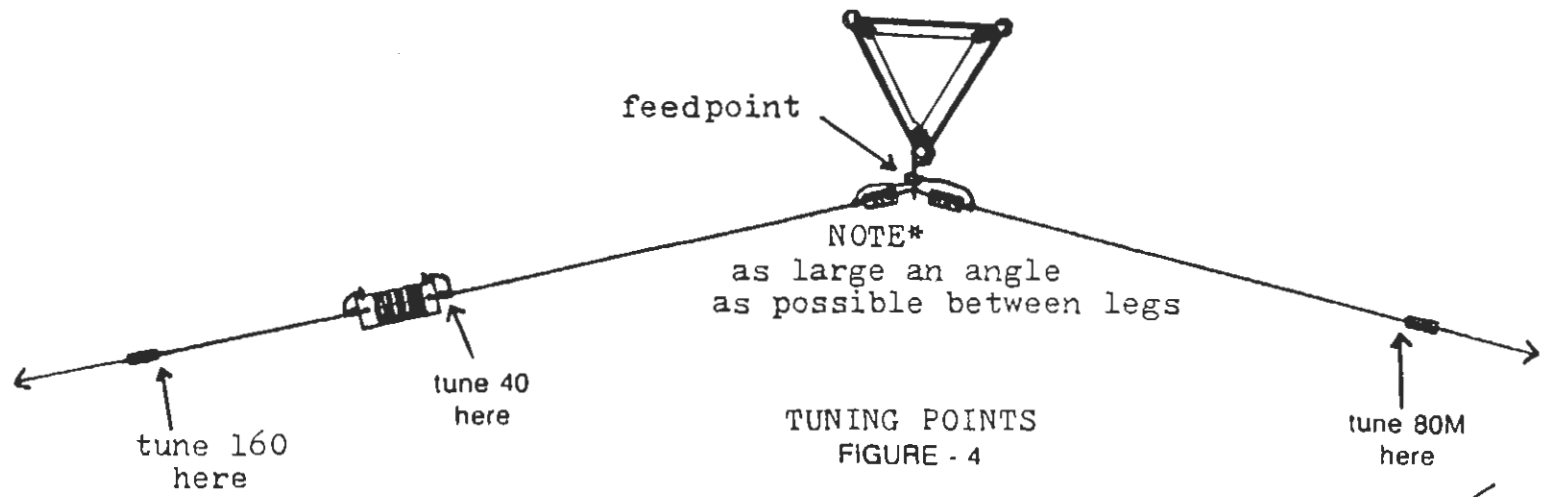 feedpoint
NOTE*
as large an angle
as possible between legs
tune 40
here
tune 160
here
TUNING POINTS
FIGURE - 4
tune 80M
here